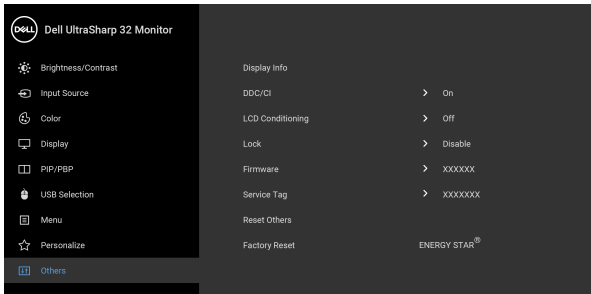 DELL Dell UltraSharp 32 Monitor
Brightness/Contrast Display Info
Input Source DDC/CI > On
Color LCD Conditioning > Off
Display Lock > Disable
PIP/PBP Firmware > XXXXXX
USB Selection Service Tag > XXXXXXX
Menu Reset Others
Personalize Factory Reset ENERGY STAR®
Others